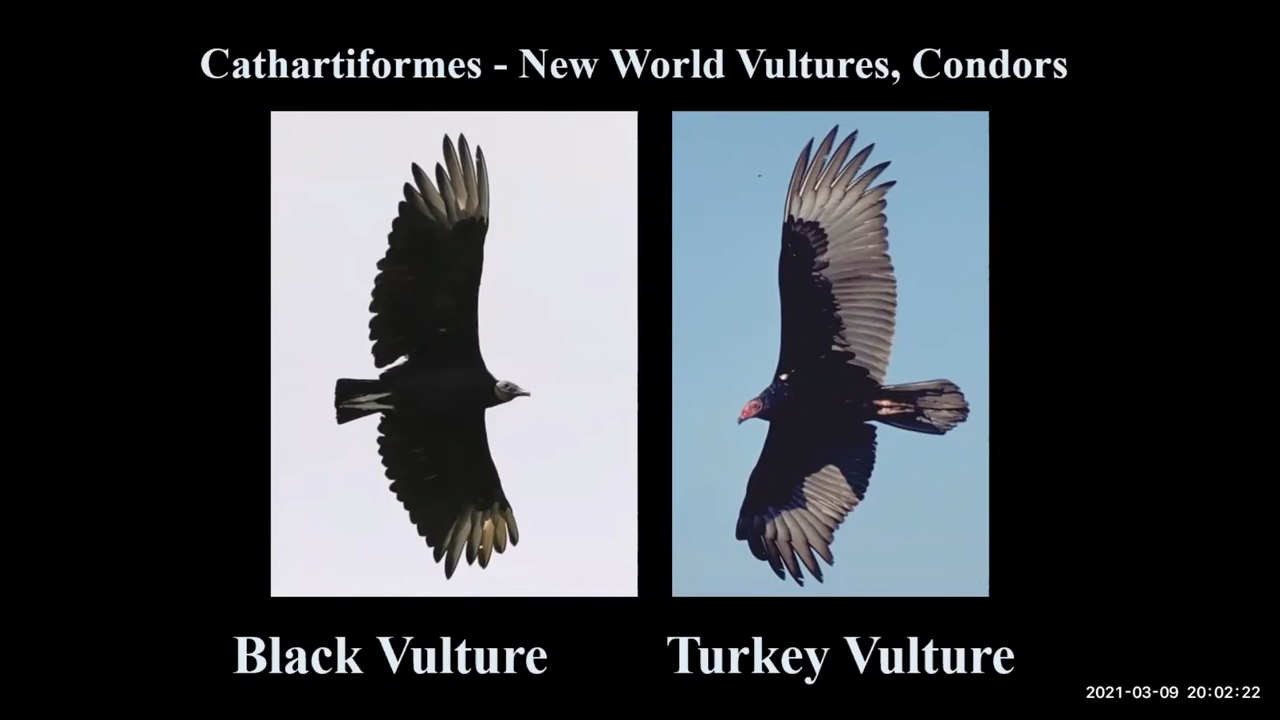 Cathartiformes - New World Vultures, Condors
Black Vulture
Turkey Vulture
2021-03-09 20:02:22